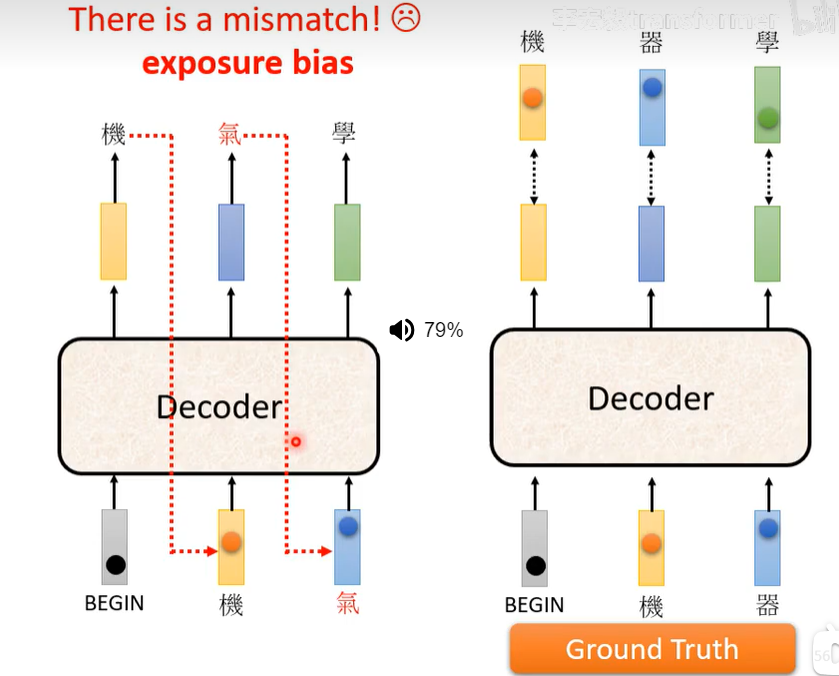 There is a mismatch! ☹
exposure bias
機 氣 學
Decoder
BEGIN 機 氣
79%
機 器 學
Decoder
BEGIN 機 器
Ground Truth